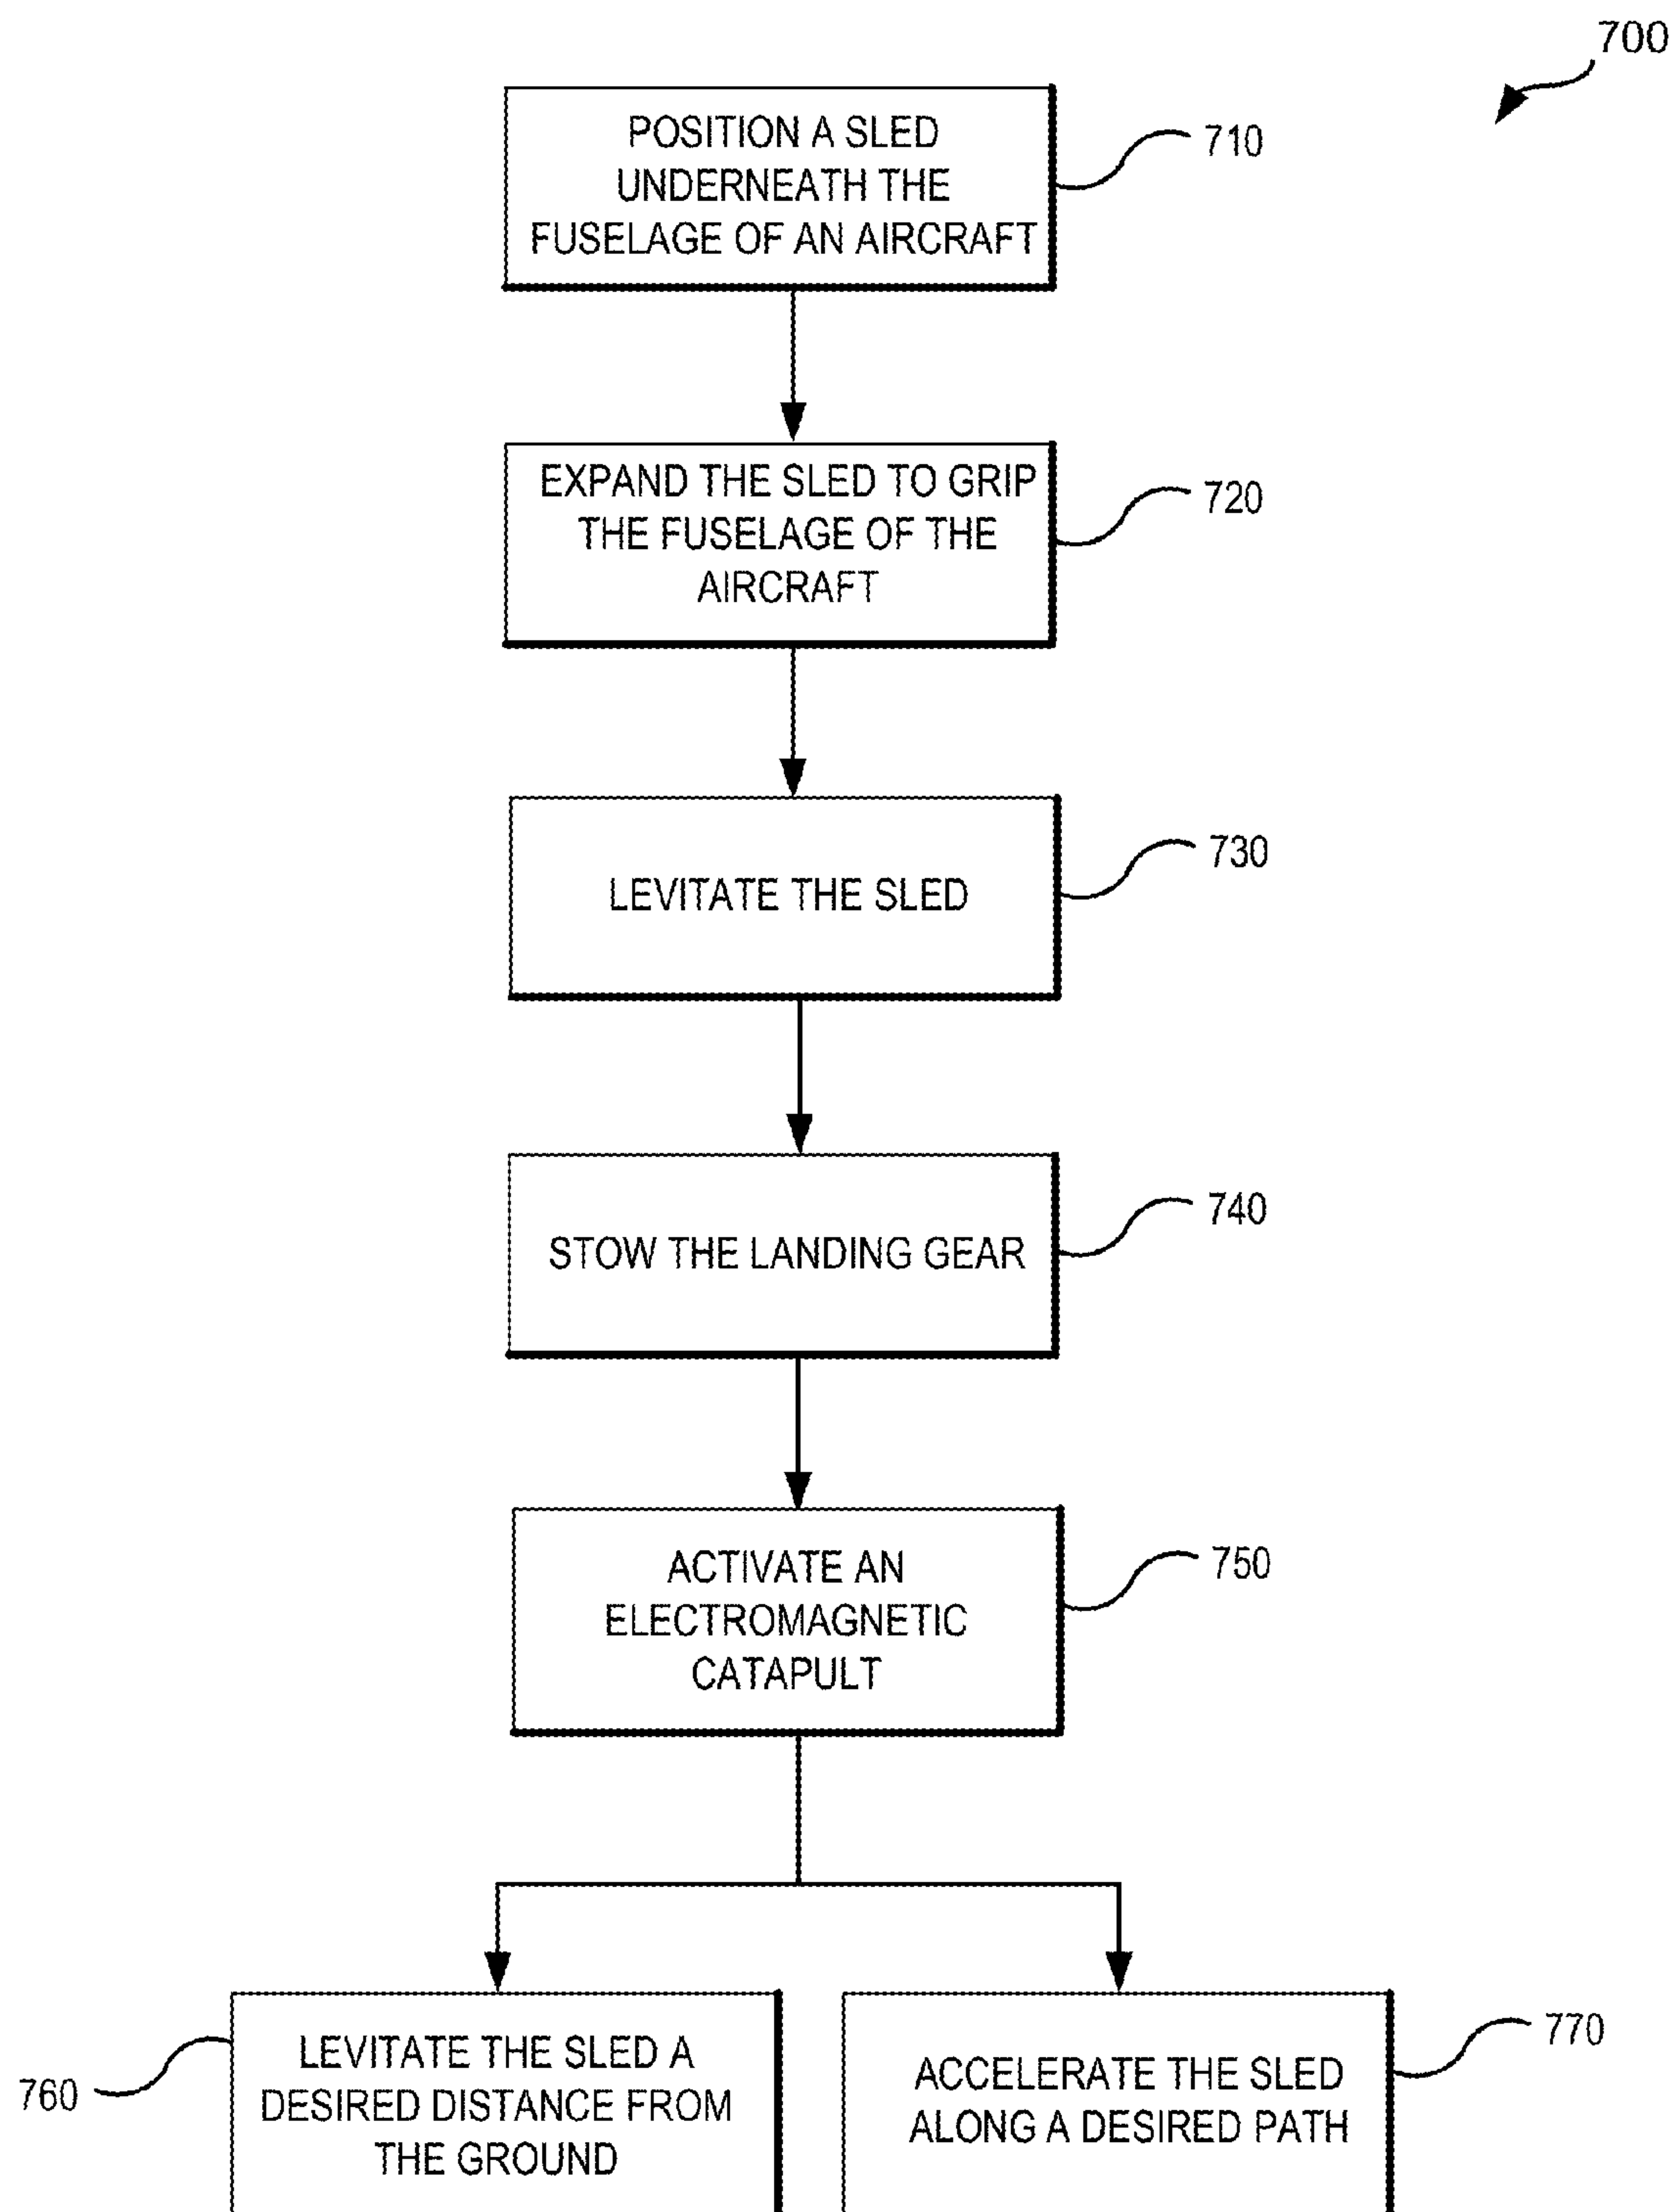 700
POSITION A SLED
UNDERNEATH THE
FUSELAGE OF AN AIRCRAFT
710
EXPAND THE SLED TO GRIP
THE FUSELAGE OF THE
AIRCRAFT
720
LEVITATE THE SLED
730
STOW THE LANDING GEAR
740
ACTIVATE AN
ELECTROMAGNETIC
CATAPULT
750
LEVITATE THE SLED A
DESIRED DISTANCE FROM
THE GROUND
760
ACCELERATE THE SLED
ALONG A DESIRED PATH
770